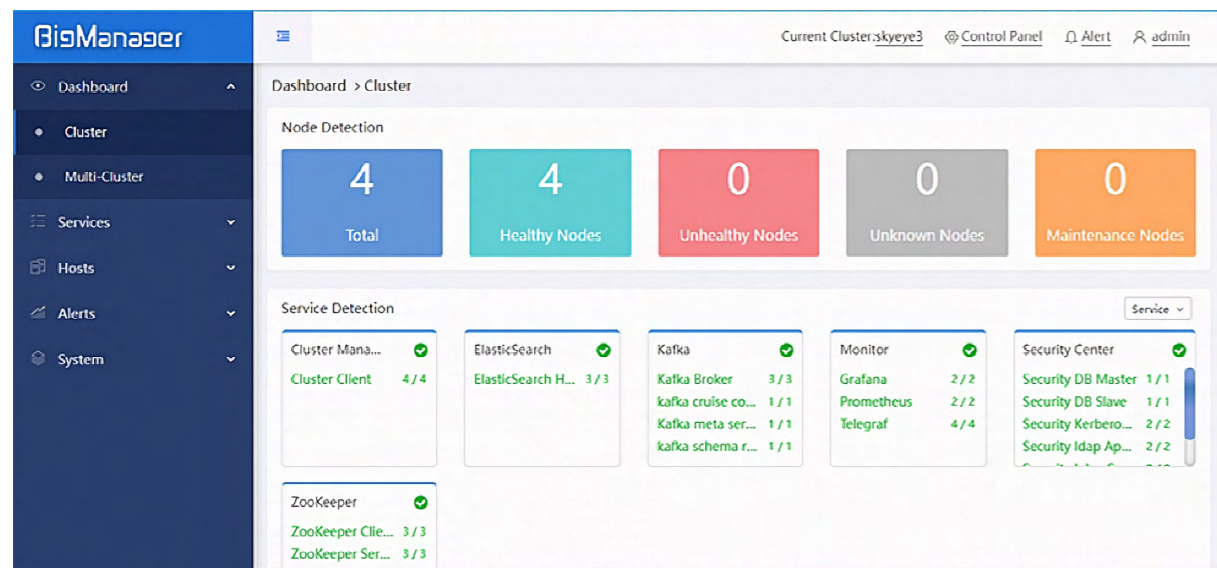 BigManager
Current Cluster:skyeye3 Control Panel Alert admin
Dashboard
Cluster
Multi-Cluster
Services
Hosts
Alerts
System
Dashboard > Cluster
Node Detection
4 4 0 0 0
Total Healthy Nodes Unhealthy Nodes Unknown Nodes Maintenance Nodes
Service Detection Service
Cluster Mana...
Cluster Client 4/4
ElasticSearch
ElasticSearch H... 3/3
Kafka
Kafka Broker 3/3
kafka cruise co... 1/1
Kafka meta ser... 1/1
kafka schema r... 1/1
Monitor
Grafana 2/2
Prometheus 2/2
Telegraf 4/4
Security Center
Security DB Master 1/1
Security DB Slave 1/1
Security Kerbero... 2/2
Security ldap Ap... 2/2
ZooKeeper
ZooKeeper Clie... 3/3
ZooKeeper Ser... 3/3